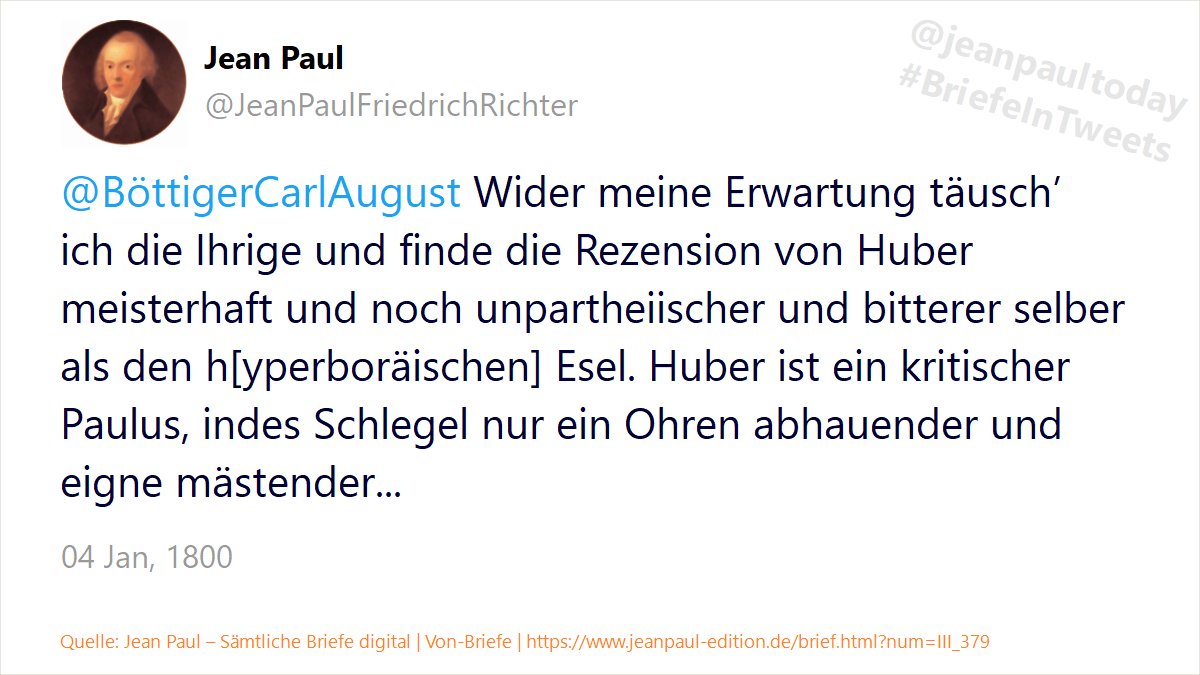 Jean Paul
@JeanPaulFriedrichRichter
@jeanpaultoday
#BriefeInTweets
@BöttigerCarlAugust Wider meine Erwartung täusch’
ich die Ihrige und finde die Rezension von Huber
meisterhaft und noch unpartheiischer und bitterer selber
als den h[yperboräischen] Esel. Huber ist ein kritischer
Paulus, indes Schlegel nur ein Ohren abhauender und
eigne mästender...
04 Jan, 1800
Quelle: Jean Paul – Sämtliche Briefe digital | Von-Briefe | https://www.jeanpaul-edition.de/brief.html?num=III_379